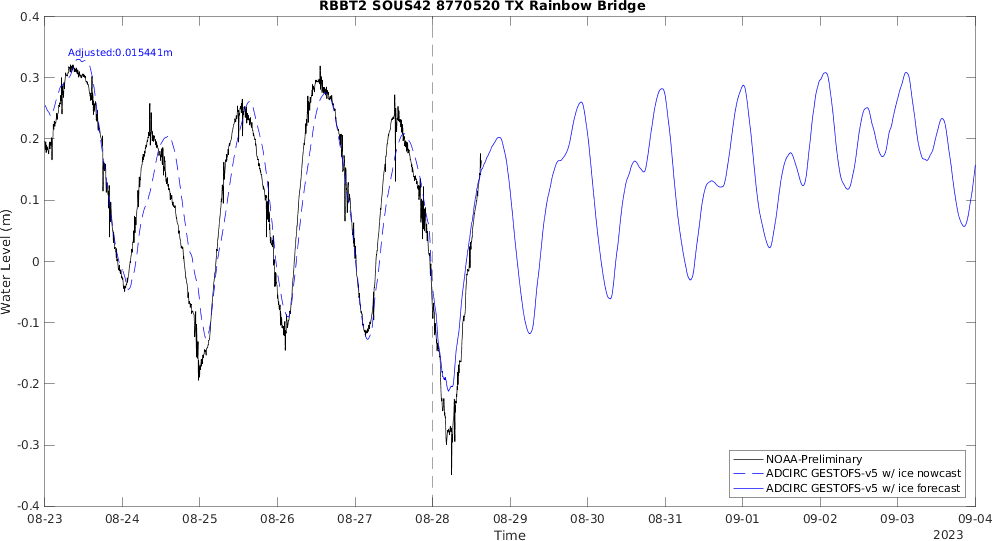 RBBT2 SOUS42 8770520 TX Rainbow Bridge
Adjusted:0.015441m
0.4
0.3
0.2
0.1
0
-0.1
-0.2
-0.3
-0.4
Water Level (m)
NOAA-Preliminary
ADCIRC GESTOFS-v5 w/ ice nowcast
ADCIRC GESTOFS-v5 w/ ice forecast
08-23 08-24 08-25 08-26 08-27 08-28 08-29 08-30 08-31 09-01 09-02 09-03 09-04
Time
2023